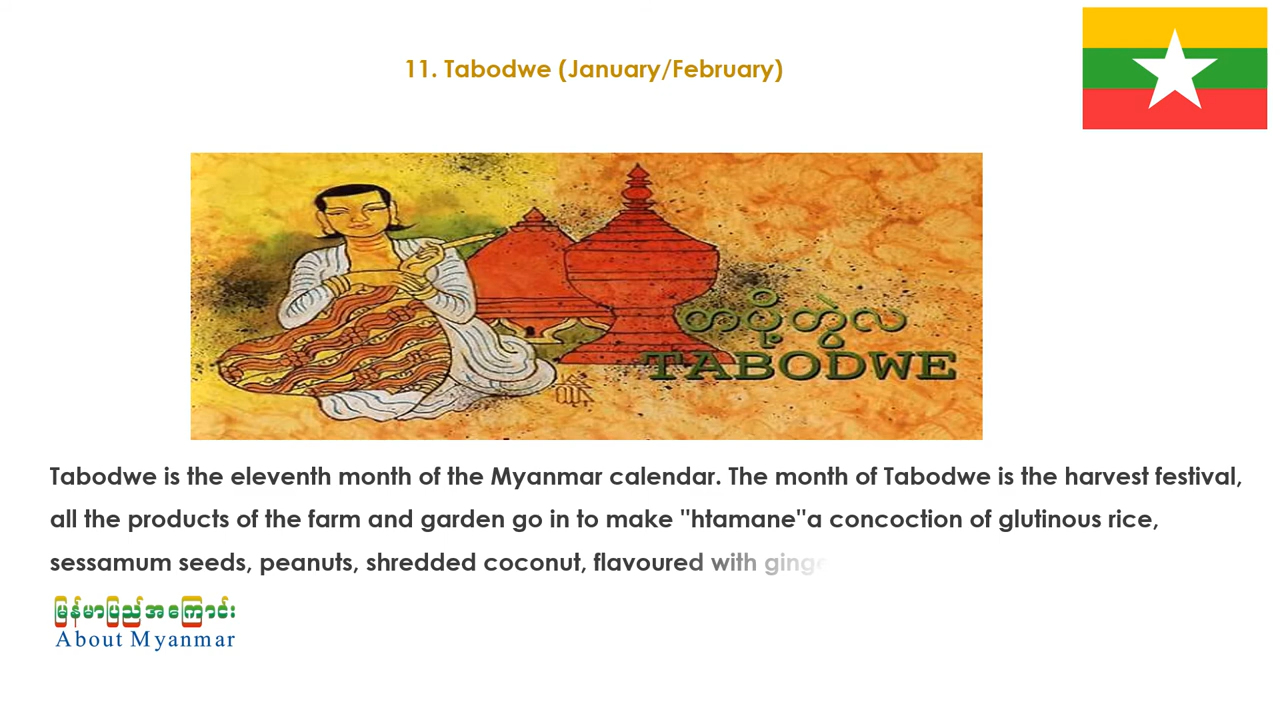 11. Tabodwe (January/February)
တပို့တွဲလ
TABODWE
Tabodwe is the eleventh month of the Myanmar calendar. The month of Tabodwe is the harvest festival,
all the products of the farm and garden go in to make "htamane"a concoction of glutinous rice,
sessamum seeds, peanuts, shredded coconut, flavoured with ginge
မြန်မာပြည်အကြောင်း
About Myanmar